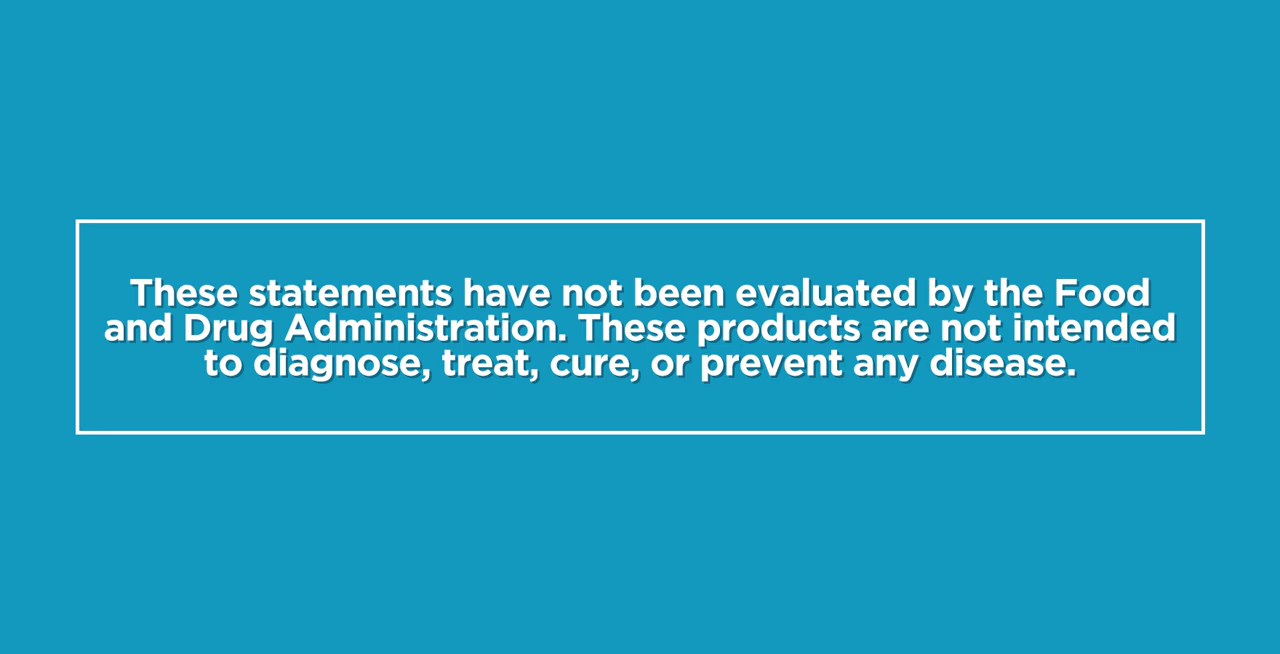 These statements have not been evaluated by the Food
and Drug Administration. These products are not intended
to diagnose, treat, cure, or prevent any disease.